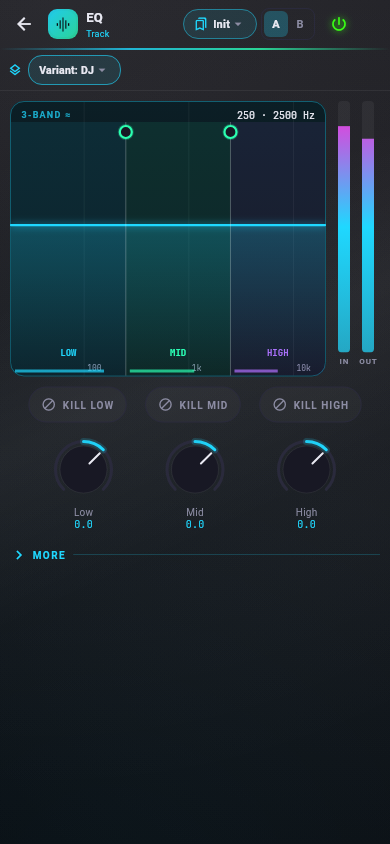 EQ
Track
Init
A
B
Variant: DJ
3-BAND ≈
250 · 2500 Hz
LOW
MID
HIGH
100
1k
10k
IN
OUT
KILL LOW
KILL MID
KILL HIGH
Low
Mid
High
0.0
0.0
0.0
MORE